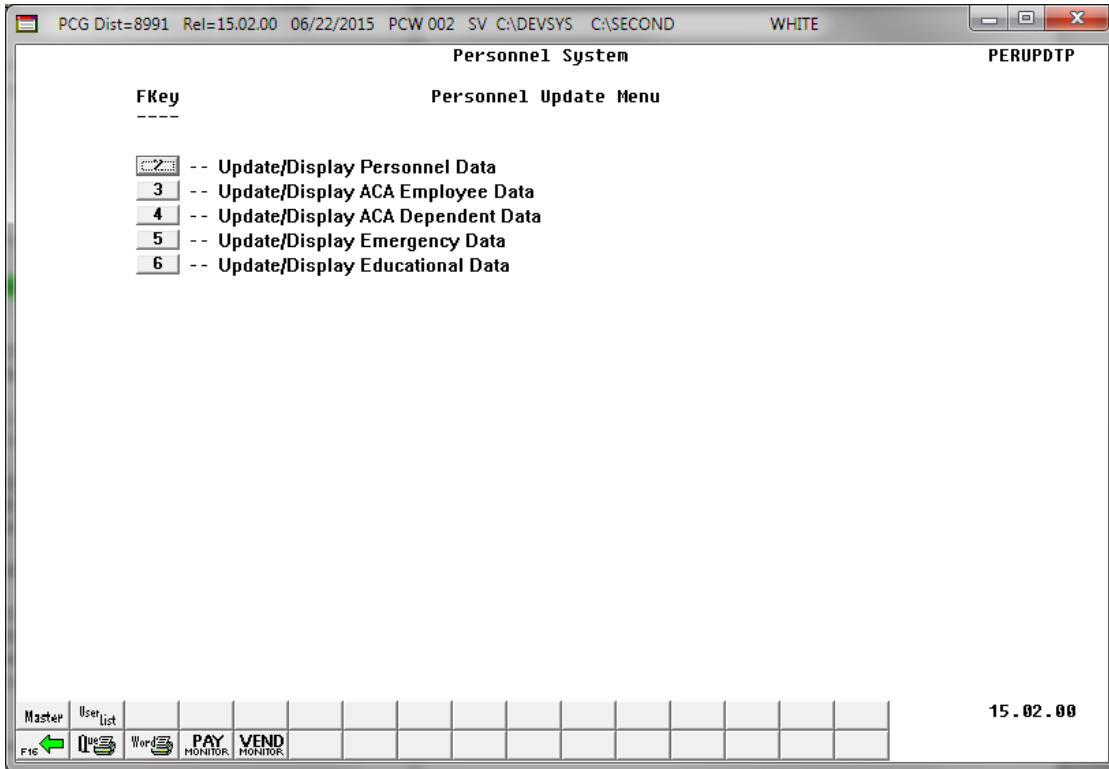 PCG Dist=8991 Rel=15.02.00 06/22/2015 PCW 002 SV C:\DEVSYS C:\SECOND WHITE
Personnel System PERUPDTP
FKey Personnel Update Menu
----
2 -- Update/Display Personnel Data
3 -- Update/Display ACA Employee Data
4 -- Update/Display ACA Dependent Data
5 -- Update/Display Emergency Data
6 -- Update/Display Educational Data
Master User List 15.02.00
F16 Que Word PAY MONITOR VEND MONITOR